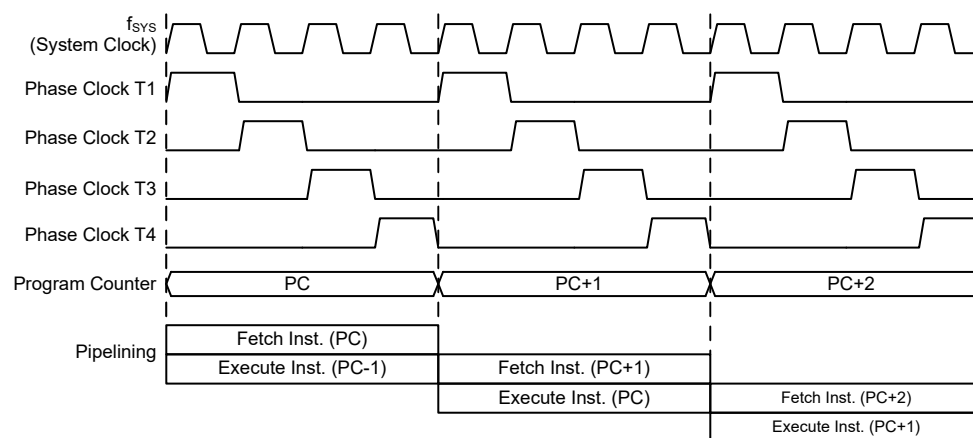 fSYS
(System Clock)
Phase Clock T1
Phase Clock T2
Phase Clock T3
Phase Clock T4
Program Counter PC PC+1 PC+2
Pipelining
Fetch Inst. (PC)
Execute Inst. (PC-1) Fetch Inst. (PC+1)
Execute Inst. (PC) Fetch Inst. (PC+2)
Execute Inst. (PC+1)